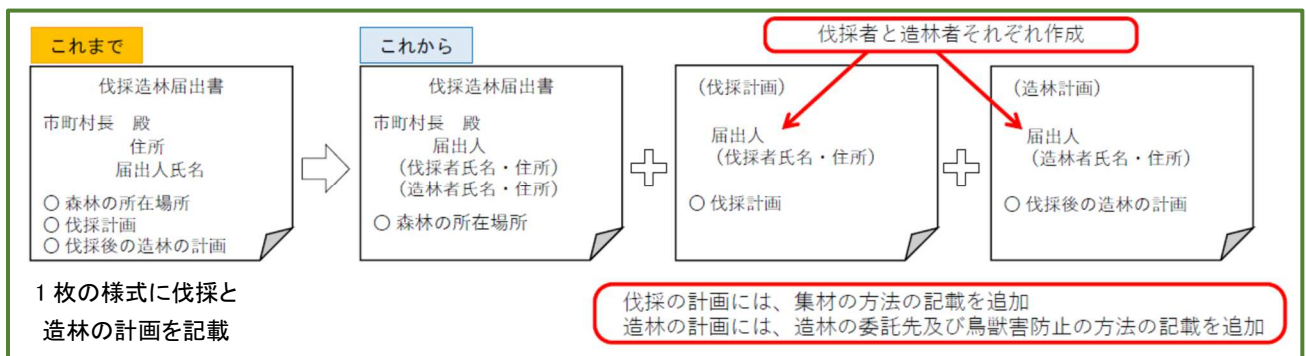 これまで
伐採造林届出書
市町村長　殿
住所
届出人氏名
○ 森林の所在場所
○ 伐採計画
○ 伐採後の造林の計画
1 枚の様式に伐採と
造林の計画を記載
これから
伐採造林届出書
市町村長　殿
届出人
(伐採者氏名・住所)
(造林者氏名・住所)
○ 森林の所在場所
伐採者と造林者それぞれ作成
(伐採計画)
届出人
(伐採者氏名・住所)
○ 伐採計画
(造林計画)
届出人
(造林者氏名・住所)
○ 伐採後の造林の計画
伐採の計画には、集材の方法の記載を追加
造林の計画には、造林の委託先及び鳥獣害防止の方法の記載を追加